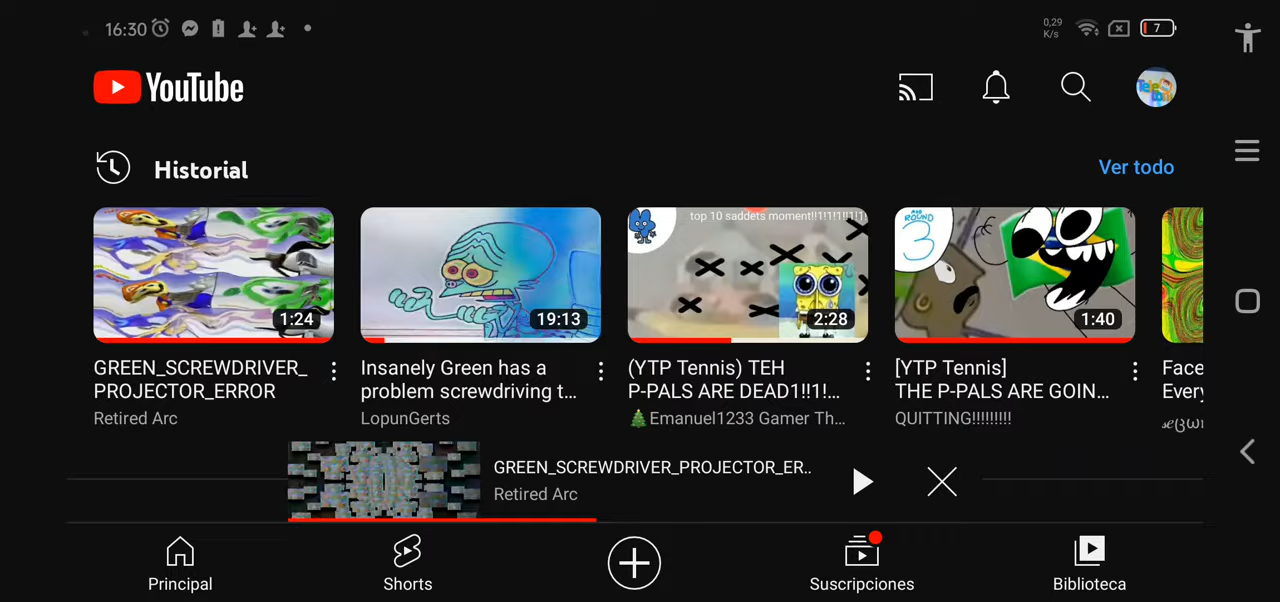 16:30
0,29
K/s
7
YouTube
Historial
Ver todo
1:24
19:13
top 10 saddets moment!!1!1!1!!1!1!
2:28
ROUND
3
1:40
GREEN_SCREWDRIVER_
PROJECTOR_ERROR
Retired Arc
Insanely Green has a
problem screwdriving t...
LopunGerts
(YTP Tennis) TEH
P-PALS ARE DEAD1!!1!...
🎄Emanuel1233 Gamer Th...
[YTP Tennis]
THE P-PALS ARE GOIN...
QUITTING!!!!!!!!!
Face
Every
GREEN_SCREWDRIVER_PROJECTOR_ER..
Retired Arc
Principal
Shorts
Suscripciones
Biblioteca